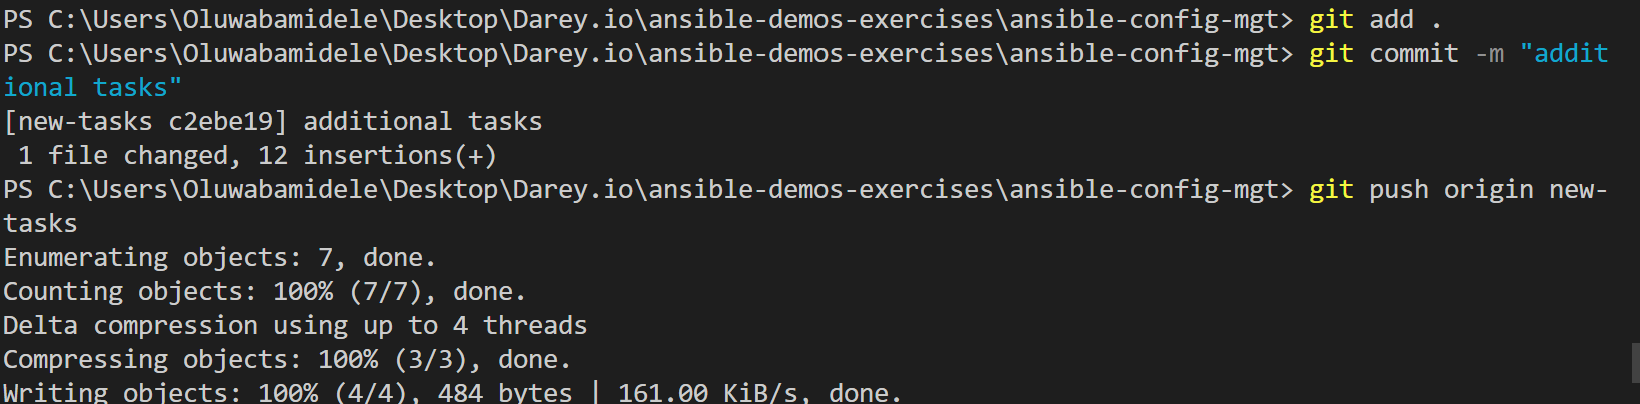 PS C:\Users\Oluwabamidele\Desktop\Darey.io\ansible-demos-exercises\ansible-config-mgt> git add .
PS C:\Users\Oluwabamidele\Desktop\Darey.io\ansible-demos-exercises\ansible-config-mgt> git commit -m "addit
ional tasks"
[new-tasks c2ebe19] additional tasks
 1 file changed, 12 insertions(+)
PS C:\Users\Oluwabamidele\Desktop\Darey.io\ansible-demos-exercises\ansible-config-mgt> git push origin new-
tasks
Enumerating objects: 7, done.
Counting objects: 100% (7/7), done.
Delta compression using up to 4 threads
Compressing objects: 100% (3/3), done.
Writing objects: 100% (4/4), 484 bytes | 161.00 KiB/s, done.